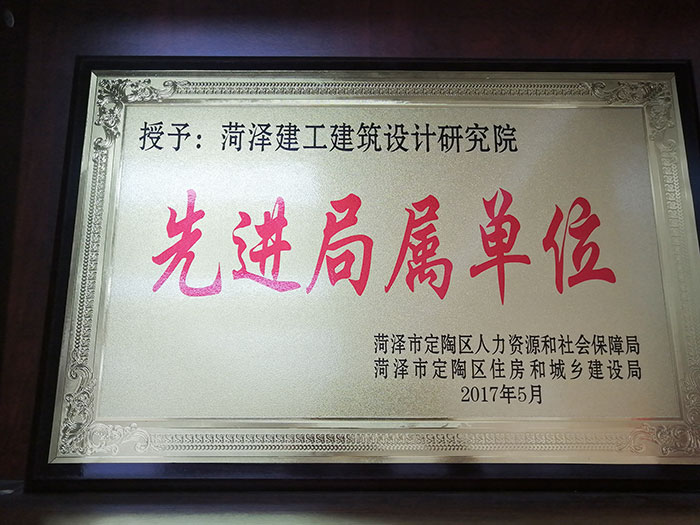 授予：菏泽建工建筑设计研究院
先进局属单位
菏泽市定陶区人力资源和社会保障局
菏泽市定陶区住房和城乡建设局
2017年5月